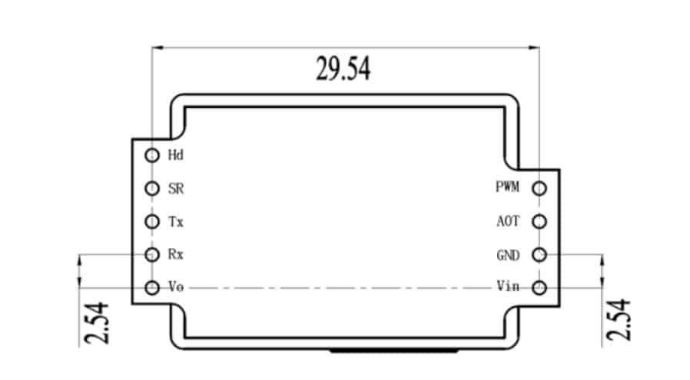 29.54
Hd
SR PWM
Tx AOT
Rx GND
Vo Vin
2.54 2.54